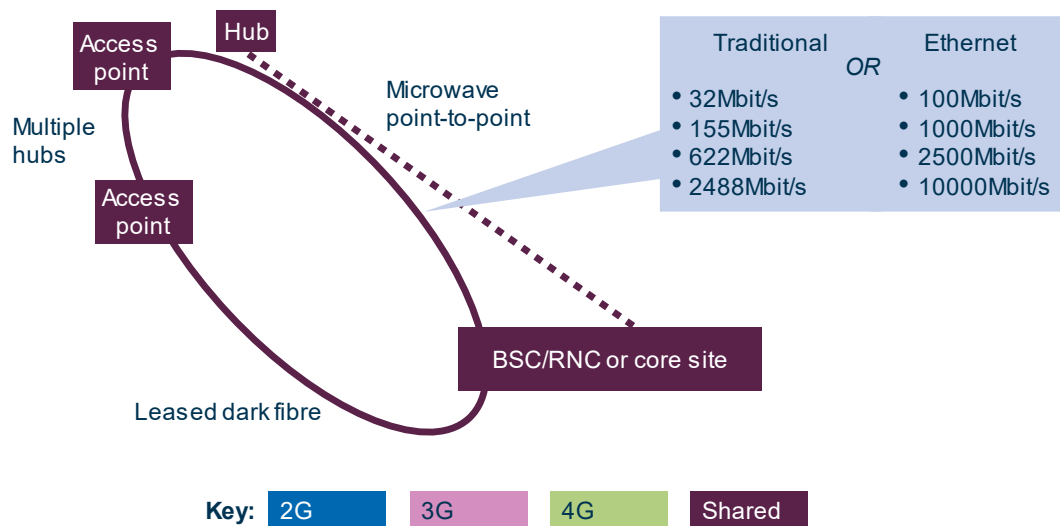 Hub
Access
point
Multiple
hubs
Access
point
Microwave
point-to-point
Traditional
OR
Ethernet
• 32Mbit/s
• 155Mbit/s
• 622Mbit/s
• 2488Mbit/s
• 100Mbit/s
• 1000Mbit/s
• 2500Mbit/s
• 10000Mbit/s
BSC/RNC or core site
Leased dark fibre
Key:
2G
3G
4G
Shared